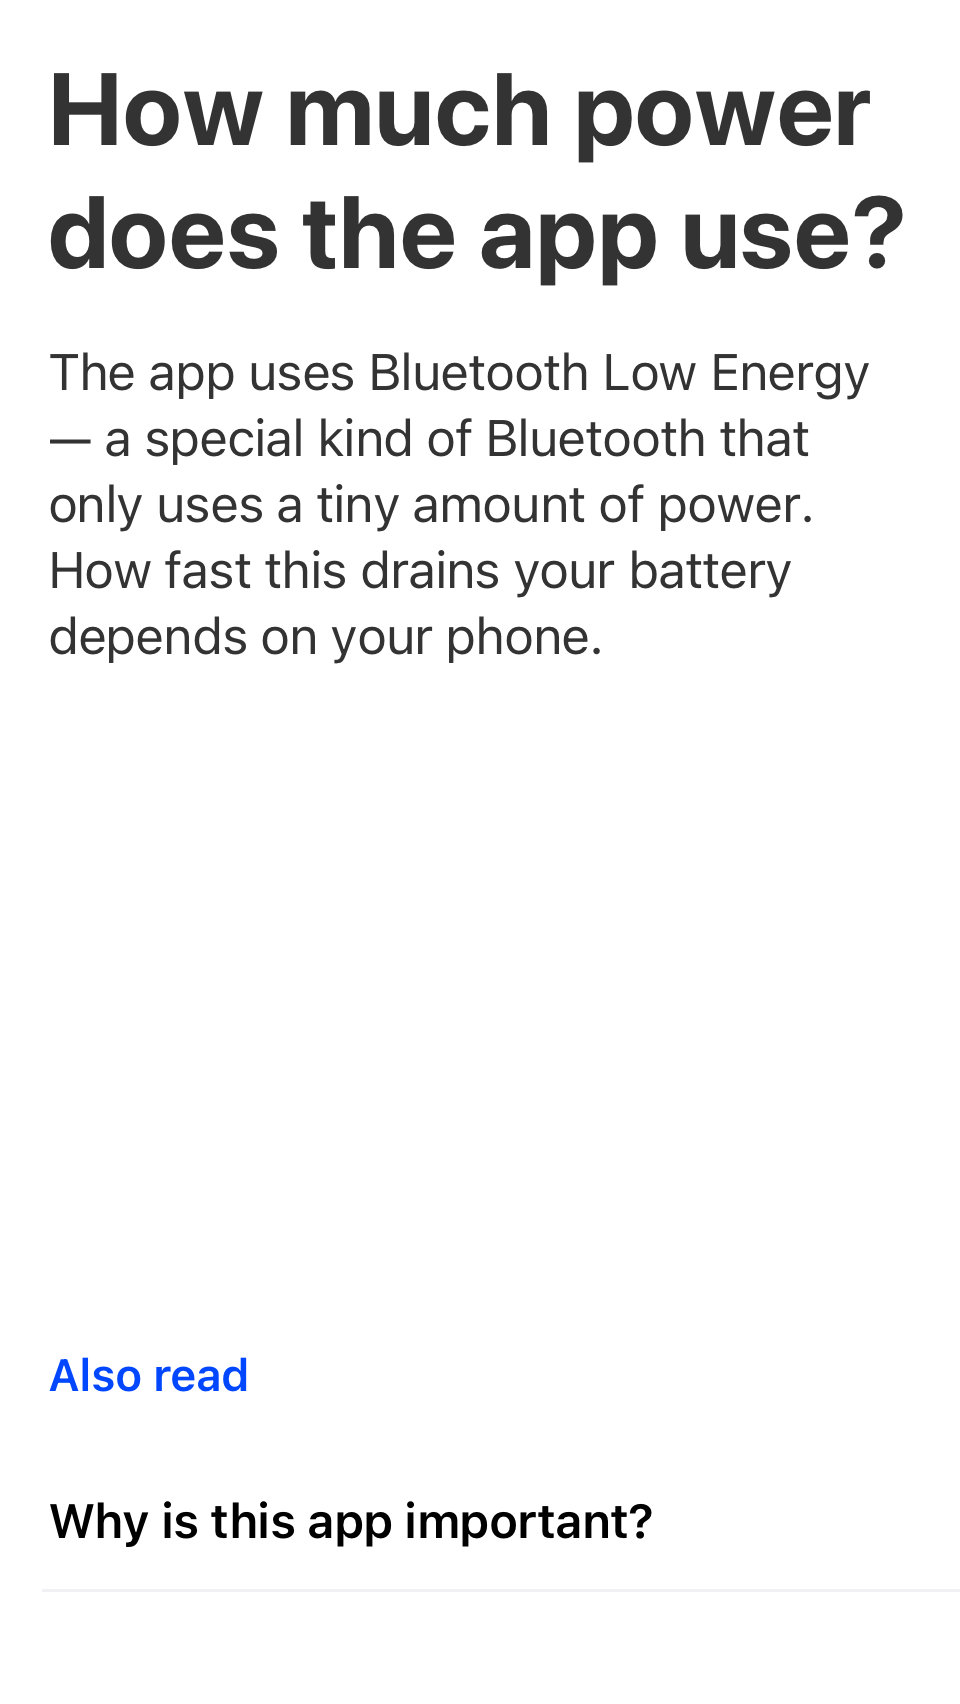 How much power
does the app use?
The app uses Bluetooth Low Energy
— a special kind of Bluetooth that
only uses a tiny amount of power.
How fast this drains your battery
depends on your phone.
Also read
Why is this app important?